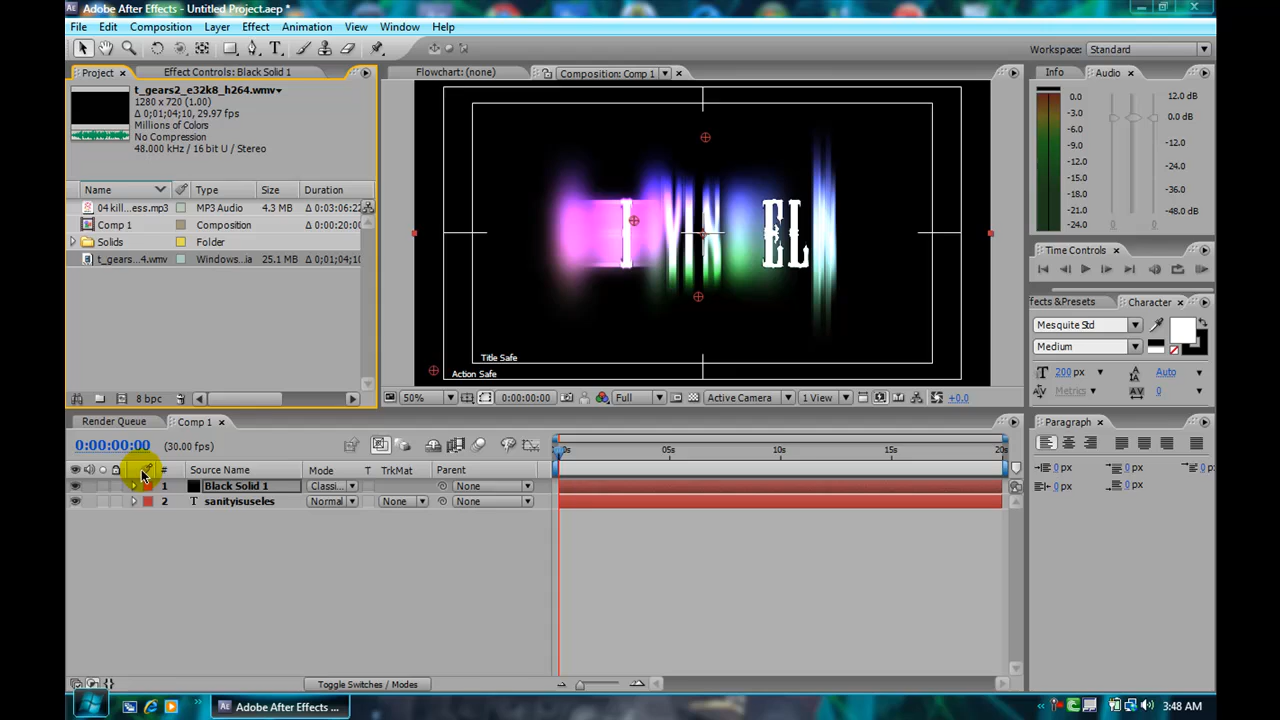 Adobe After Effects - Untitled Project.aep *
File Edit Composition Layer Effect Animation View Window Help
Workspace: Standard
Project Effect Controls: Black Solid 1
Flowchart: (none) Composition: Comp 1
Info Audio
t_gears2_e32k8_h264.wmv
1280 x 720 (1.00)
Δ 0;01;04;10, 29.97 fps
Millions of Colors
No Compression
48.000 kHz / 16 bit U / Stereo
0.0 12.0 dB
-3.0
-6.0 0.0 dB
-9.0
-12.0 -12.0
-15.0 -24.0
-18.0 -36.0
-21.0
-24.0 -48.0 dB
Name Type Size Duration
04 kill...ess.mp3 MP3 Audio 4.3 MB Δ 0:03:06:22
Comp 1 Composition Δ 0:00:20:00
Solids Folder
t_gears...4.wmv Windows...ia 25.1 MB Δ 0;01;04;10
EL
Title Safe
Action Safe
Time Controls
ffects &Presets Character
Mesquite Std
Medium
200 px Auto
Metrics 0
8 bpc
50% 0:00:00:00 Full Active Camera 1 View +0.0
Render Queue Comp 1
Paragraph
0:00:00:00 (30.00 fps)
0s 05s 10s 15s 20s
# Source Name Mode T TrkMat Parent
1 Black Solid 1 Classi... None
2 T sanityisuseles Normal None None
0 px 0 px 0 px
0 px 0 px
Toggle Switches / Modes
Adobe After Effects ... 3:48 AM